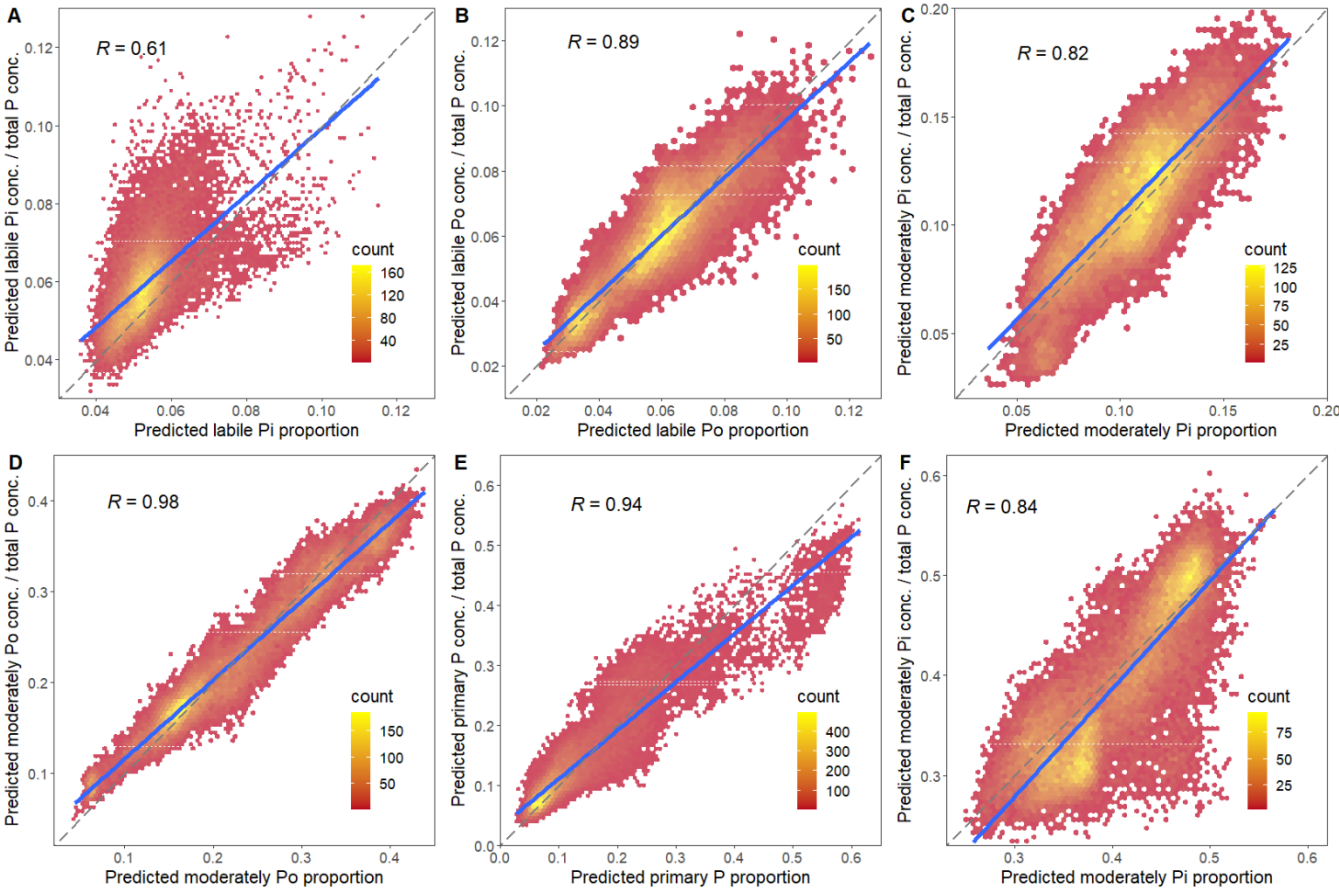 A
R = 0.61
Predicted labile Pi conc. / total P conc.
0.12
0.10
0.08
0.06
0.04
count
160
120
80
40
0.04
0.06
0.08
0.10
0.12
Predicted labile Pi proportion
B
R = 0.89
Predicted labile Po conc. / total P conc.
0.12
0.10
0.08
0.06
0.04
0.02
count
150
100
50
0.02
0.04
0.06
0.08
0.10
0.12
Predicted labile Po proportion
C
R = 0.82
Predicted moderately Pi conc. / total P conc.
0.20
0.15
0.10
0.05
count
125
100
75
50
25
0.05
0.10
0.15
0.20
Predicted moderately Pi proportion
D
R = 0.98
Predicted moderately Po conc. / total P conc.
0.4
0.3
0.2
0.1
count
150
100
50
0.1
0.2
0.3
0.4
Predicted moderately Po proportion
E
R = 0.94
Predicted primary P conc. / total P conc.
0.6
0.5
0.4
0.3
0.2
0.1
0.0
count
400
300
200
100
0.0
0.1
0.2
0.3
0.4
0.5
0.6
Predicted primary P proportion
F
R = 0.84
Predicted moderately Pi conc. / total P conc.
0.6
0.5
0.4
0.3
count
75
50
25
0.3
0.4
0.5
0.6
Predicted moderately Pi proportion